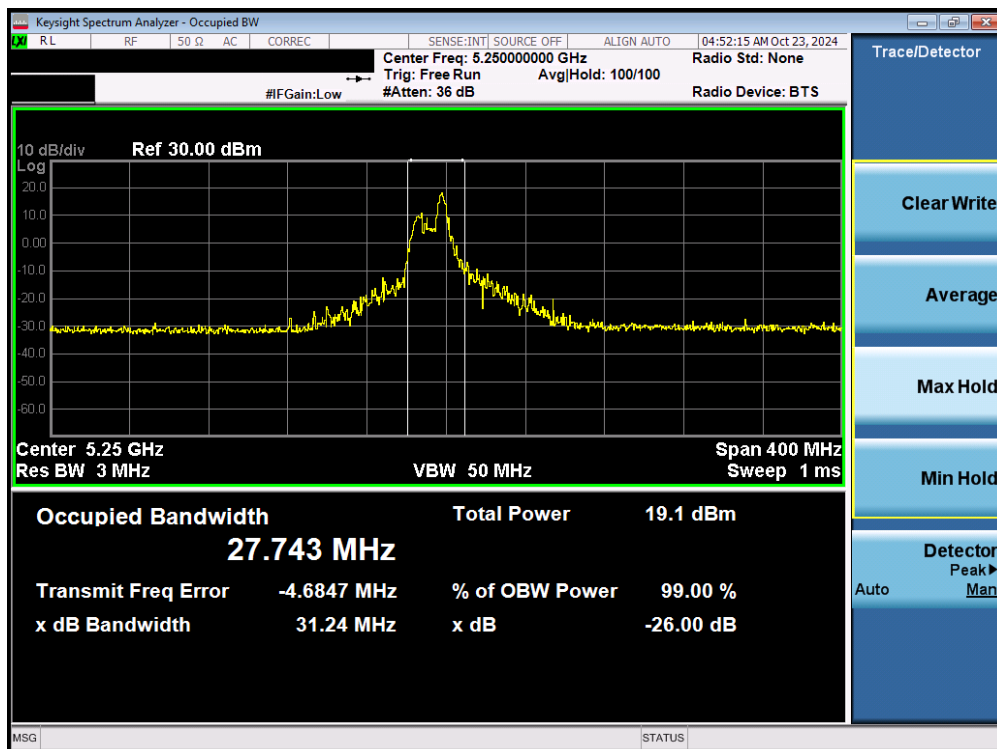 Keysight Spectrum Analyzer - Occupied BW
LXI RL RF 50 Ω AC CORREC SENSE:INT SOURCE OFF ALIGN AUTO 04:52:15 AM Oct 23, 2024
Center Freq: 5.250000000 GHz Radio Std: None
Trig: Free Run Avg|Hold: 100/100
#IFGain:Low #Atten: 36 dB Radio Device: BTS
Trace/Detector
10 dB/div Ref 30.00 dBm
Log
20.0
10.0
0.00
-10.0
-20.0
-30.0
-40.0
-50.0
-60.0
Center 5.25 GHz Span 400 MHz
Res BW 3 MHz VBW 50 MHz Sweep 1 ms
Occupied Bandwidth Total Power 19.1 dBm
27.743 MHz
Transmit Freq Error -4.6847 MHz % of OBW Power 99.00 %
x dB Bandwidth 31.24 MHz x dB -26.00 dB
Clear Write
Average
Max Hold
Min Hold
Detector
Peak▶
Auto Man
MSG STATUS